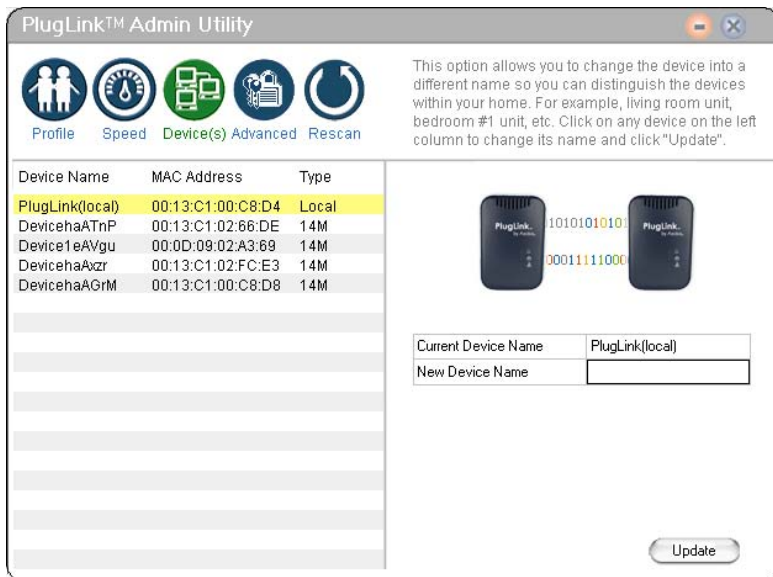 PlugLink™ Admin Utility
Profile Speed Device(s) Advanced Rescan
This option allows you to change the device into a
different name so you can distinguish the devices
within your home. For example, living room unit,
bedroom #1 unit, etc. Click on any device on the left
column to change its name and click "Update".
Device Name MAC Address Type
PlugLink(local) 00:13:C1:00:C8:D4 Local
DevicehaATnP 00:13:C1:02:66:DE 14M
Device1eAVgu 00:0D:09:02:A3:69 14M
DevicehaAxzr 00:13:C1:02:FC:E3 14M
DevicehaAGrM 00:13:C1:00:C8:D8 14M
PlugLink. 10101010101 PlugLink.
00011111000
Current Device Name PlugLink(local)
New Device Name
Update